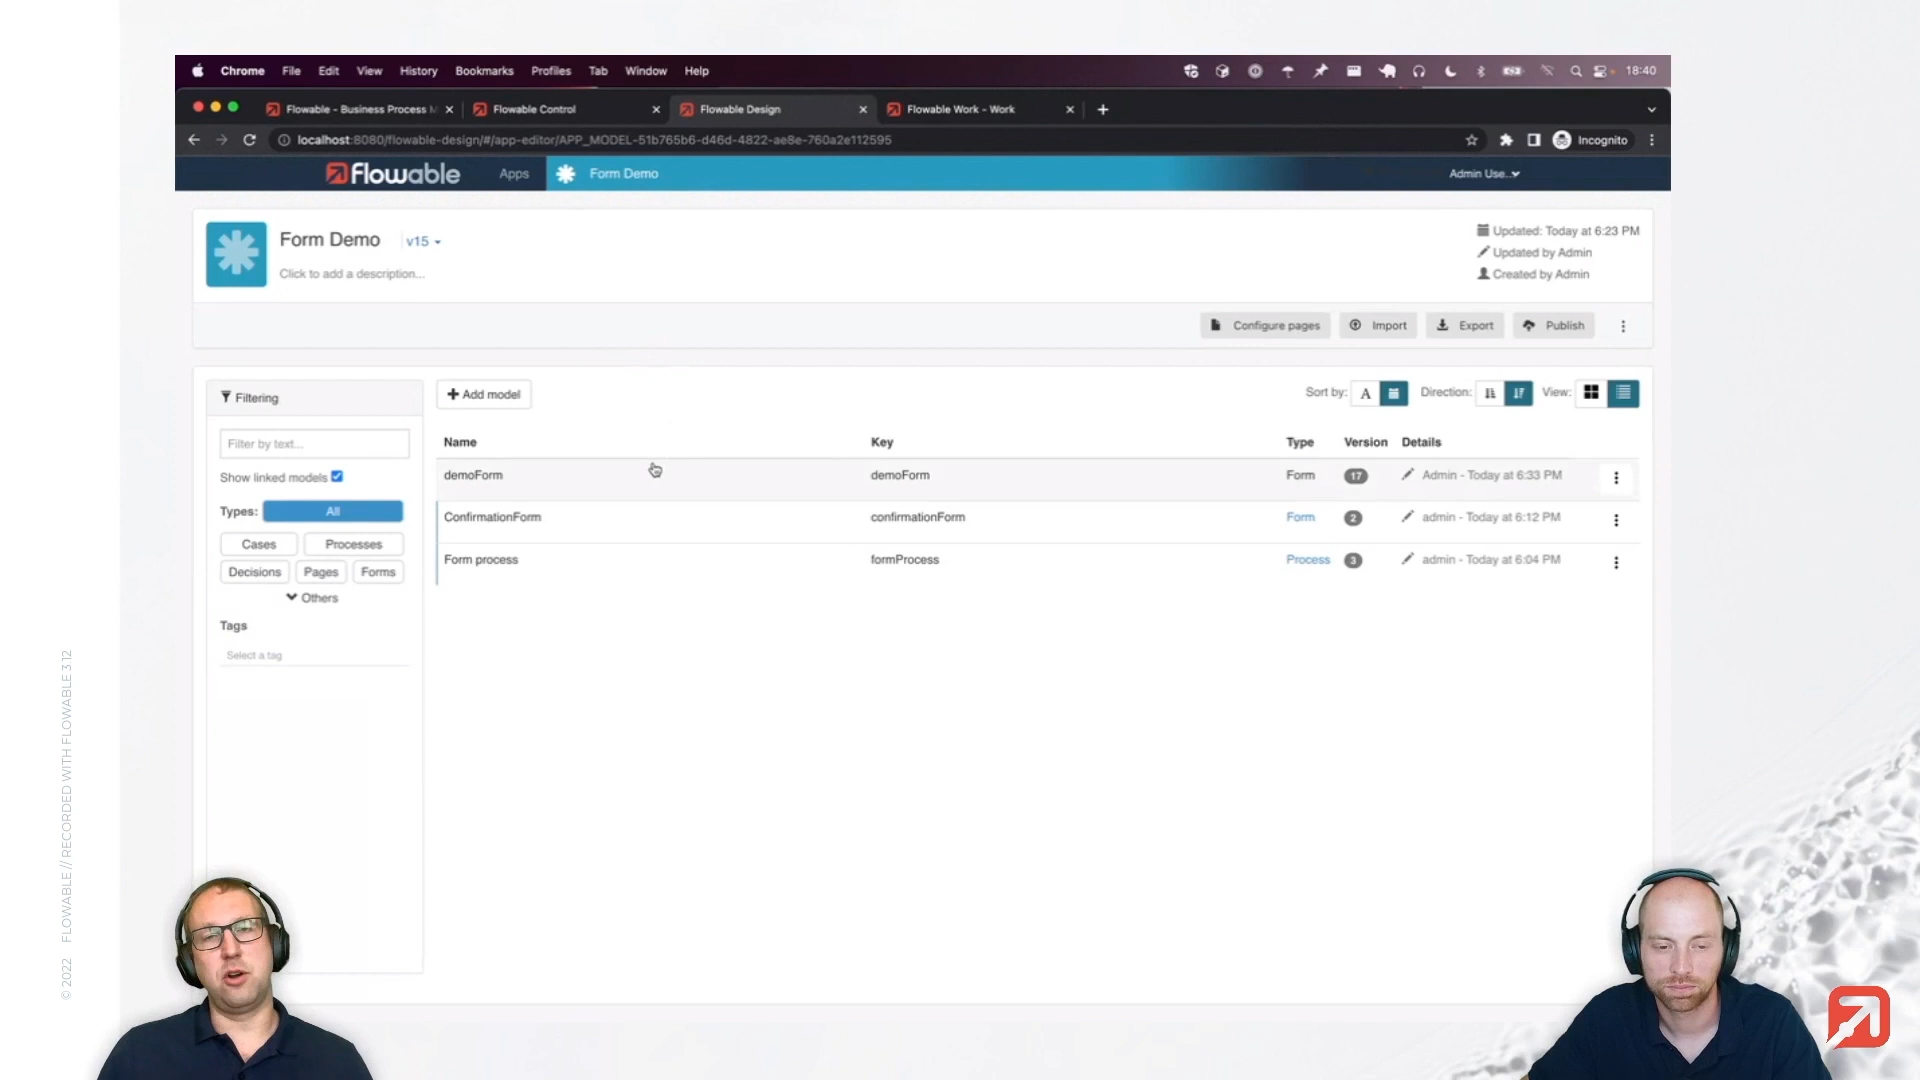 Chrome File Edit View History Bookmarks Profiles Tab Window Help 18:40
Flowable - Business Process M Flowable Control Flowable Design Flowable Work - Work
localhost:8080/flowable-design/#/app-editor/APP_MODEL-51b765b6-d46d-4822-ae8e-760a2e112595 Incognito
flowable Apps Form Demo Admin Use..
Form Demo v15
Click to add a description...
Updated: Today at 6:23 PM
Updated by Admin
Created by Admin
Configure pages Import Export Publish
Filtering
Filter by text...
Show linked models
Types: All
Cases Processes
Decisions Pages Forms
Others
Tags
Select a tag
+ Add model Sort by: A Direction: View:
Name Key Type Version Details
demoForm demoForm Form 17 Admin - Today at 6:33 PM
ConfirmationForm confirmationForm Form 2 admin - Today at 6:12 PM
Form process formProcess Process 3 admin - Today at 6:04 PM
© 2022 FLOWABLE // RECORDED WITH FLOWABLE 3.12